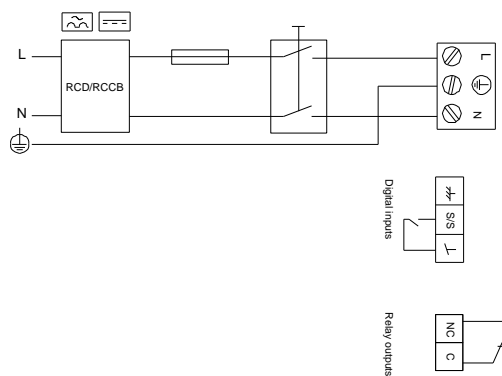 L
RCD/RCCB
N
L
N
Digital inputs
S/S
Relay outputs
NC
C